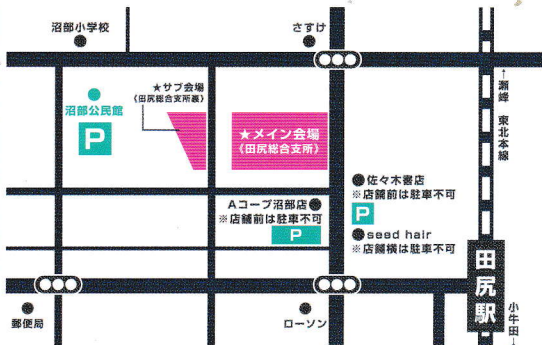 沼部小学校
さすけ
★サブ会場
(田尻総合支所裏)
沼部公民館
P
★メイン会場
《田尻総合支所》
←瀬峰 東北本線
Aコープ沼部店
※店舗前は駐車不可
P
佐々木書店
※店舗前は駐車不可
P
seed hair
※店舗横は駐車不可
田尻駅
小牛田→
郵便局
ローソン